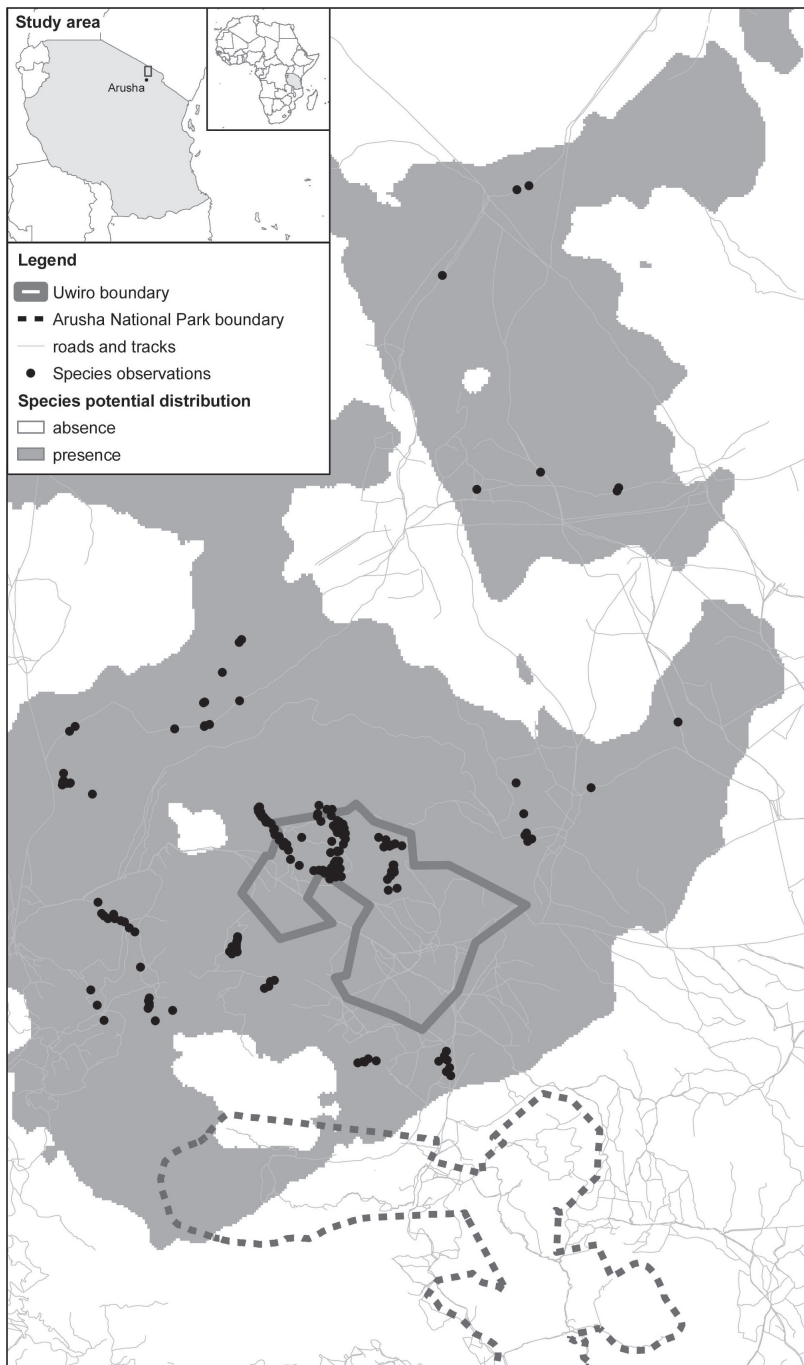 Study area
Arusha
Legend
Uwiro boundary
Arusha National Park boundary
roads and tracks
Species observations
Species potential distribution
absence
presence